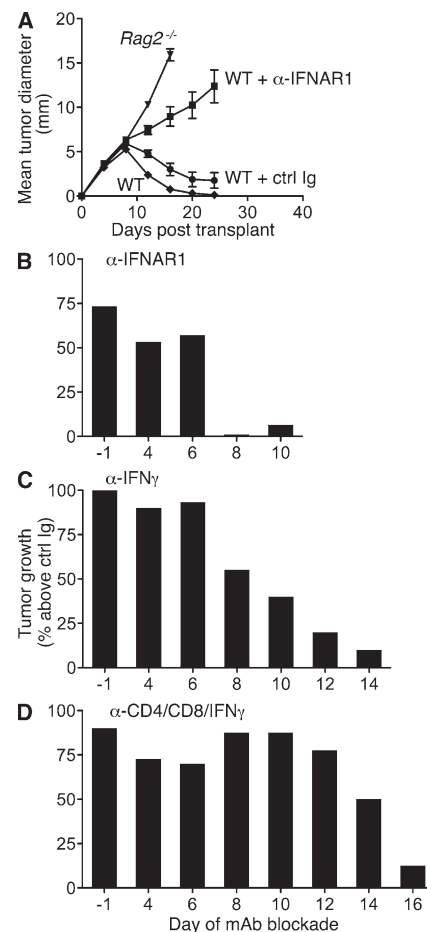 A
20
15
10
5
0
Mean tumor diameter
(mm)
Rag2 -/-
WT + α-IFNAR1
WT + ctrl Ig
WT
0 10 20 30 40
Days post transplant
B
α-IFNAR1
100
75
50
25
0
-1 4 6 8 10
C
α-IFNγ
100
75
50
25
0
Tumor growth
(% above ctrl Ig)
-1 4 6 8 10 12 14
D
α-CD4/CD8/IFNγ
100
75
50
25
0
-1 4 6 8 10 12 14 16
Day of mAb blockade